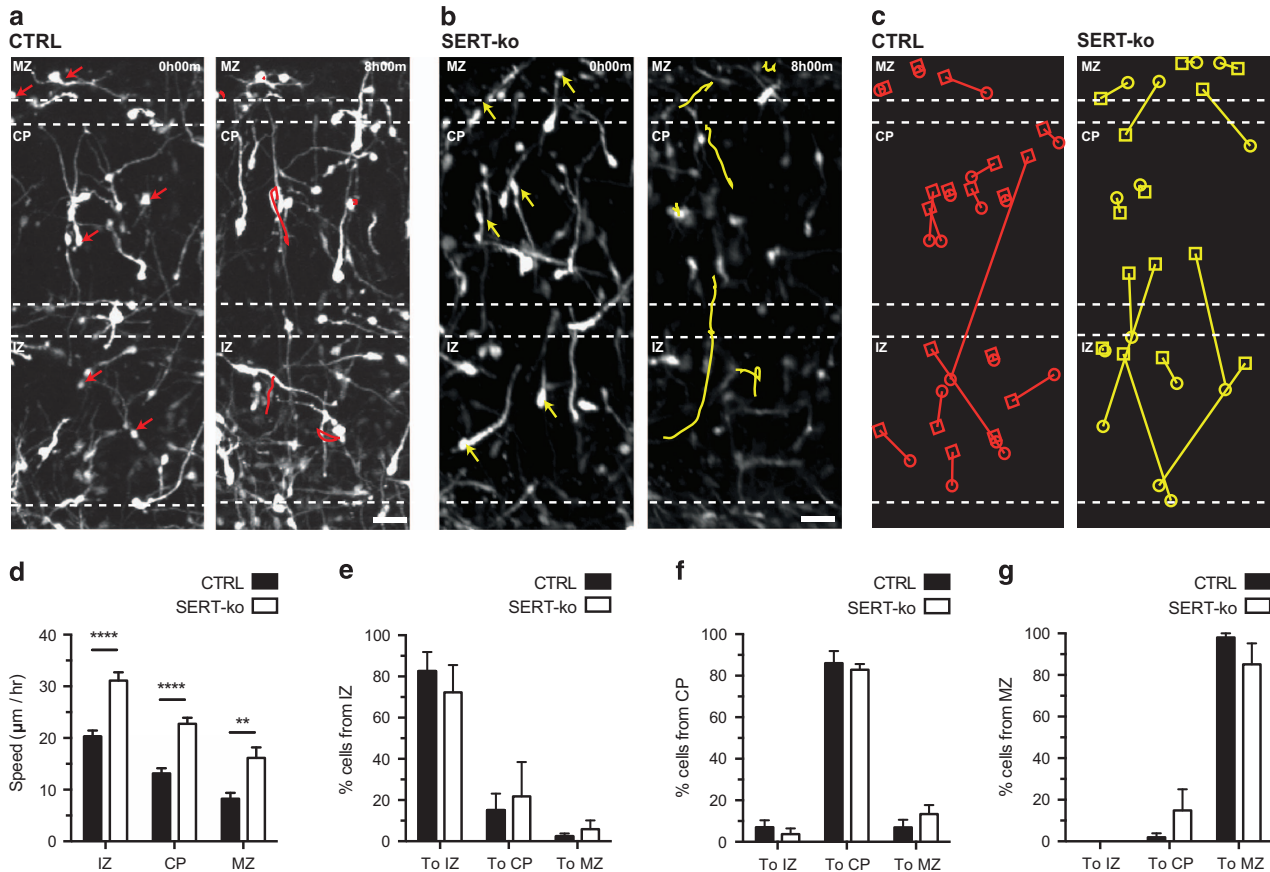 a
CTRL
MZ
0h00m
CP
IZ
8h00m
MZ
CP
IZ
b
SERT-ko
MZ
0h00m
CP
IZ
8h00m
MZ
CP
IZ
c
CTRL
MZ
CP
IZ
SERT-ko
MZ
CP
IZ
d
CTRL
SERT-ko
Speed (µm / hr)
40
30
20
10
0
****
****
**
IZ
CP
MZ
e
CTRL
SERT-ko
% cells from IZ
100
80
60
40
20
0
To IZ
To CP
To MZ
f
CTRL
SERT-ko
% cells from CP
100
80
60
40
20
0
To IZ
To CP
To MZ
g
CTRL
SERT-ko
% cells from MZ
100
80
60
40
20
0
To IZ
To CP
To MZ